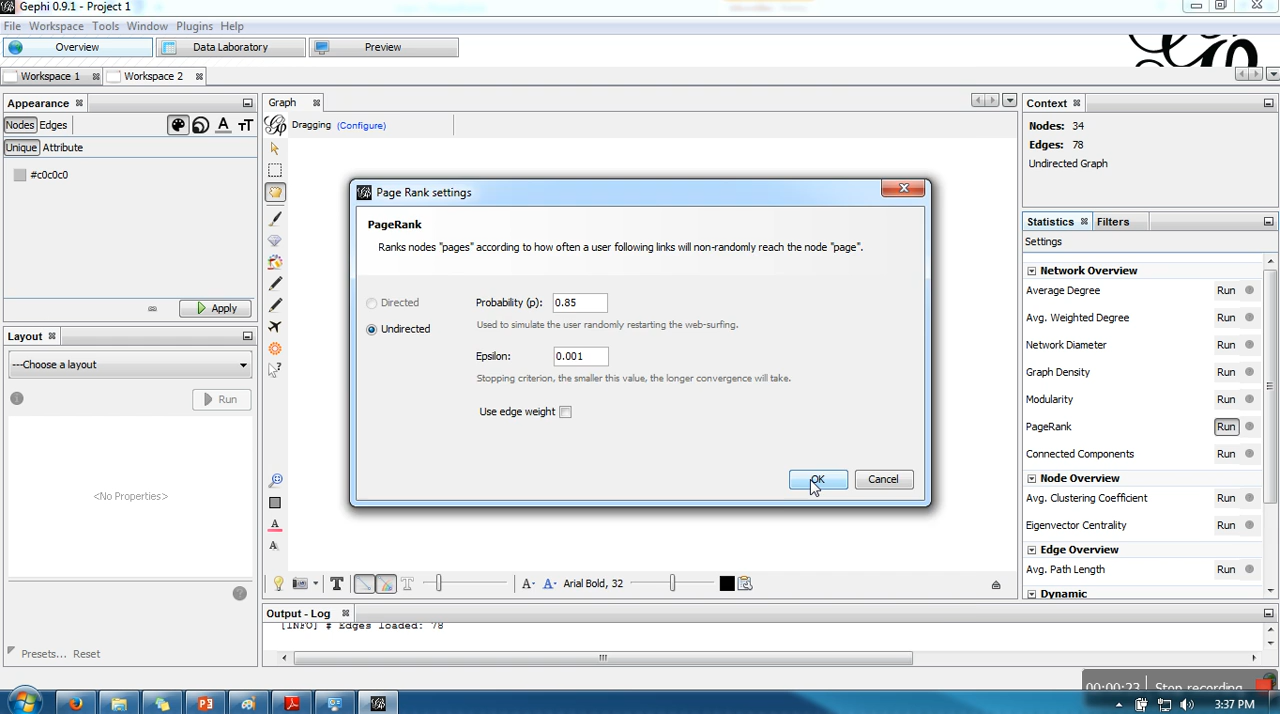 Gephi 0.9.1 - Project 1
File Workspace Tools Window Plugins Help
Overview Data Laboratory Preview
Workspace 1 Workspace 2
Appearance
Nodes Edges
Unique Attribute
#c0c0c0
Apply
Layout
---Choose a layout
Run
<No Properties>
Presets... Reset
Graph
Dragging (Configure)
Page Rank settings
PageRank
Ranks nodes "pages" according to how often a user following links will non-randomly reach the node "page".
Directed
Undirected
Probability (p): 0.85
Used to simulate the user randomly restarting the web-surfing.
Epsilon: 0.001
Stopping criterion, the smaller this value, the longer convergence will take.
Use edge weight
OK Cancel
Arial Bold, 32
Output - Log
[INFO] # Edges loaded: 78
Context
Nodes: 34
Edges: 78
Undirected Graph
Statistics Filters
Settings
Network Overview
Average Degree Run
Avg. Weighted Degree Run
Network Diameter Run
Graph Density Run
Modularity Run
PageRank Run
Connected Components Run
Node Overview
Avg. Clustering Coefficient Run
Eigenvector Centrality Run
Edge Overview
Avg. Path Length Run
Dynamic
00:00:23 Stop recording
3:37 PM